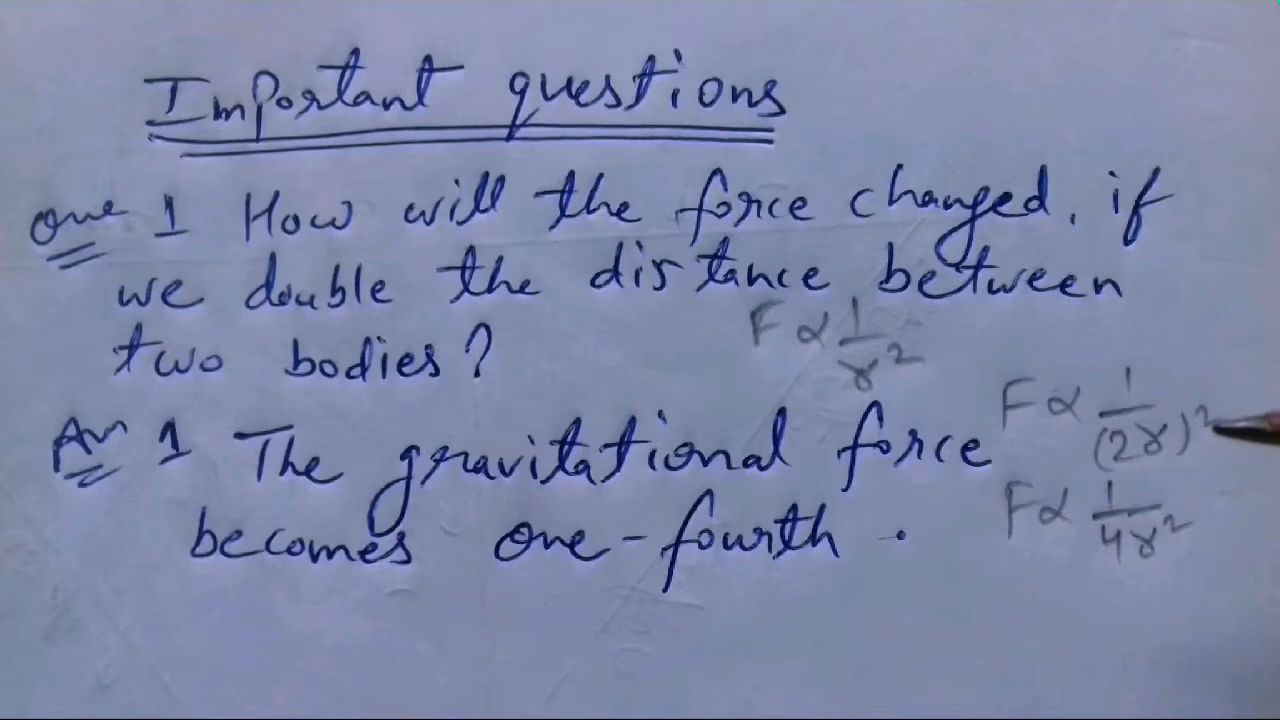 Important questions
Que 1 How will the force changed, if
we double the distance between
two bodies?
F ∝ 1/r²
An 1 The gravitational force
becomes one-fourth.
F ∝ 1/(2r)²
F ∝ 1/4r²